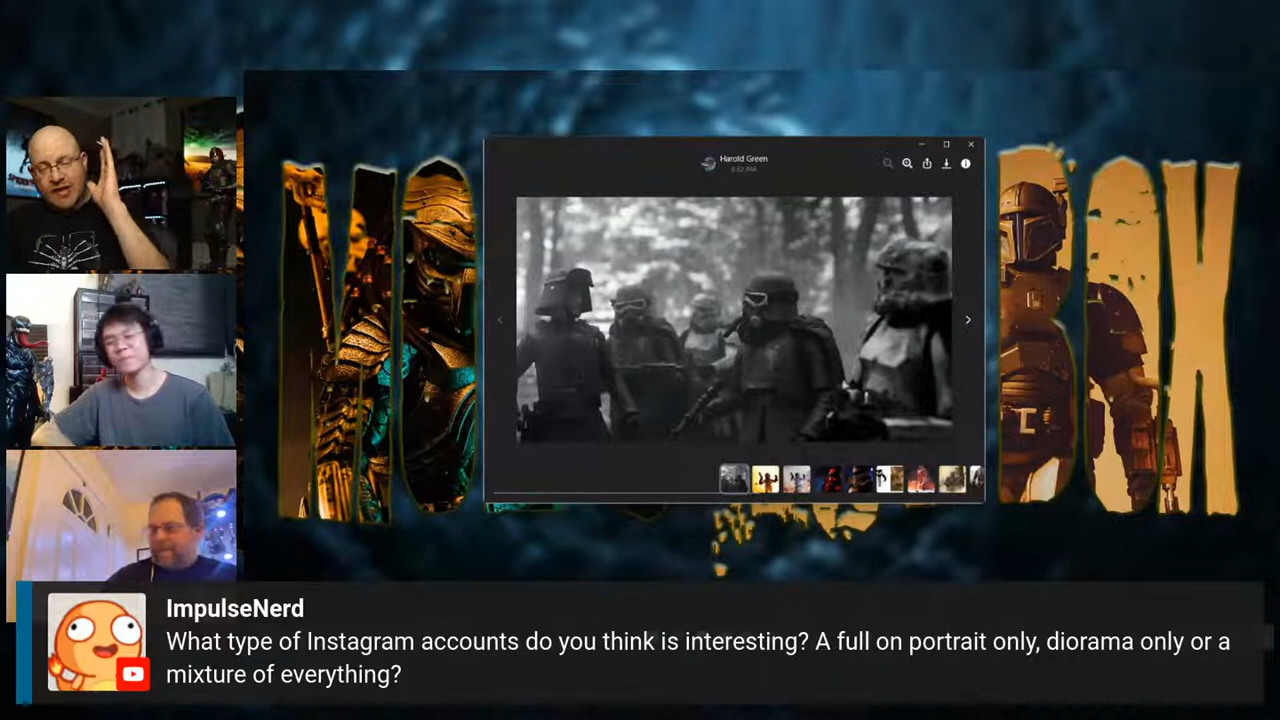 Harold Green
BOX
ImpulseNerd
What type of Instagram accounts do you think is interesting? A full on portrait only, diorama only or a
mixture of everything?